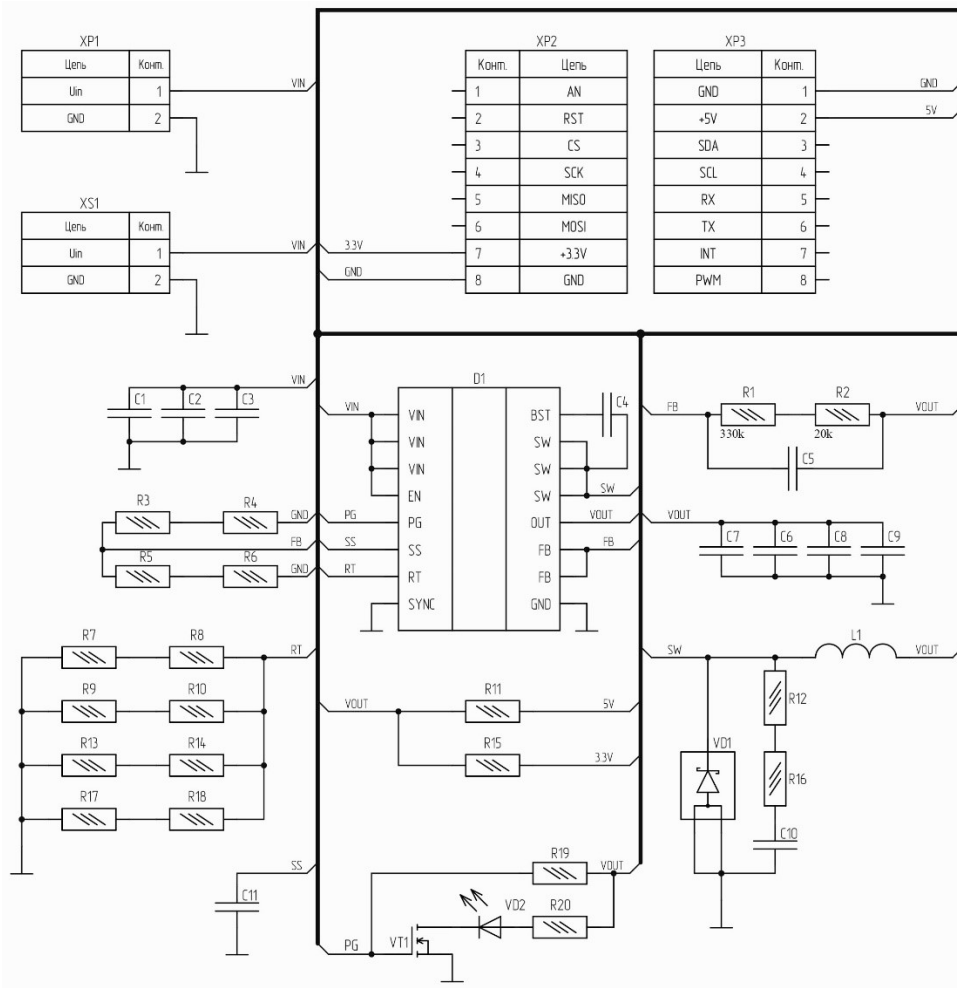 XP1
Цепь Конт.
Uin 1 VIN
GND 2
XS1
Цепь Конт.
Uin 1 VIN
GND 2
XP2
Конт. Цепь
1 AN
2 RST
3 CS
4 SCK
5 MISO
6 MOSI
3.3V 7 +3.3V
GND 8 GND
XP3
Цепь Конт.
GND 1 GND
+5V 2 5V
SDA 3
SCL 4
RX 5
TX 6
INT 7
PWM 8
VIN
C1 C2 C3
D1
VIN VIN BST C4
VIN SW
VIN SW
EN SW SW
PG PG OUT VOUT
SS SS FB FB
RT RT FB
SYNC GND
R1 R2
FB VOUT
330k 20k
C5
R3 R4 GND
FB
R5 R6 GND
VOUT
C7 C6 C8 C9
R7 R8 RT
R9 R10
R13 R14
R17 R18
VOUT R11 5V
R15 3.3V
SW L1 VOUT
R12
VD1
R16
C10
SS
C11
R19 VOUT
VD2 R20
PG VT1